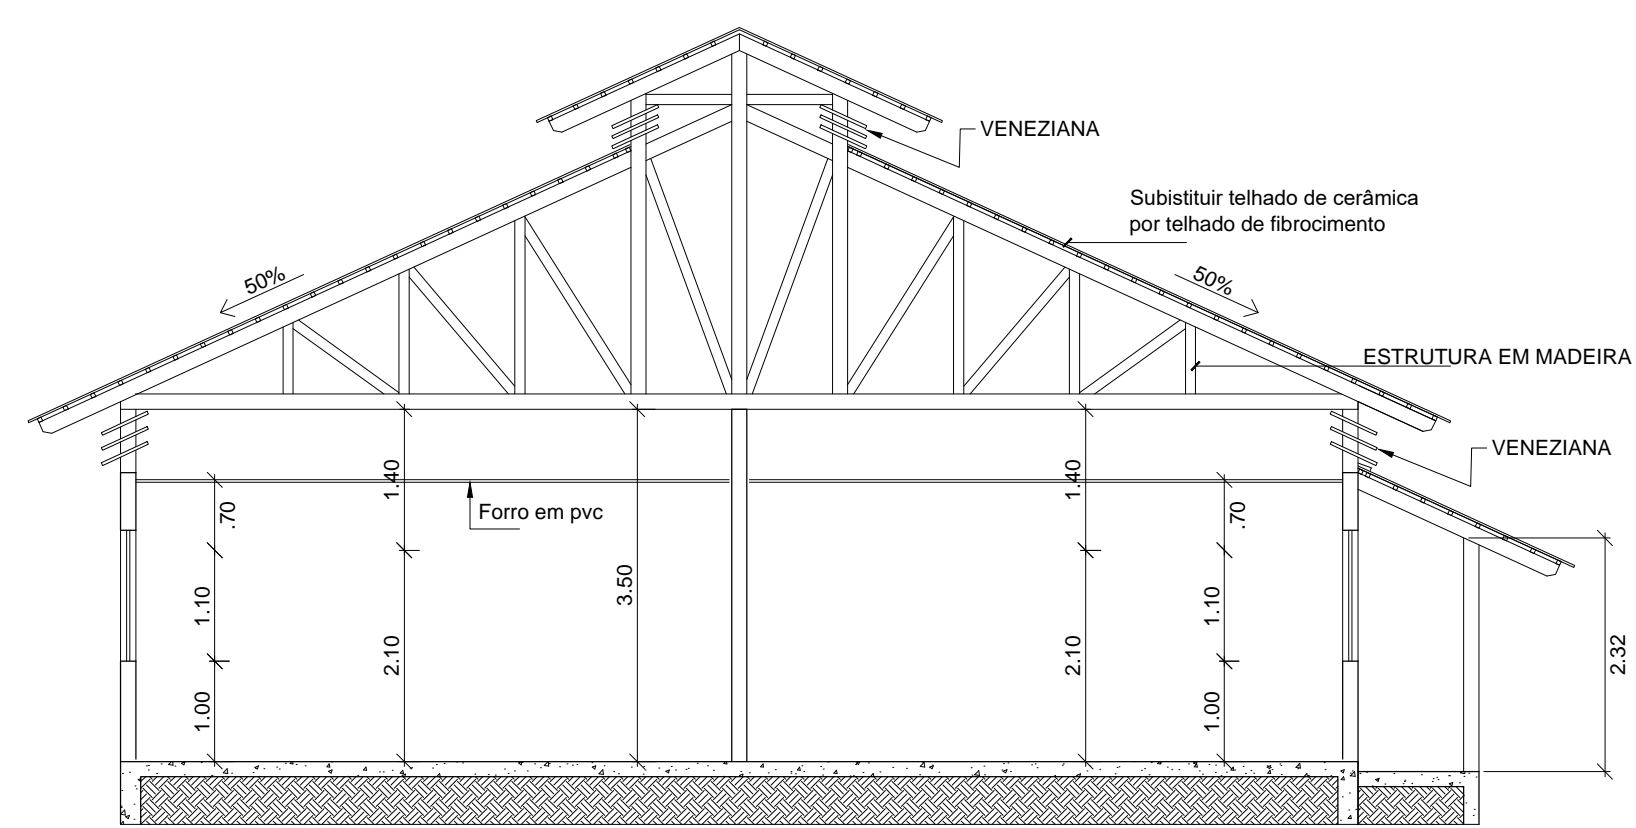 VENEZIANA
Subistituir telhado de cerâmica
por telhado de fibrocimento
50%
50%
ESTRUTURA EM MADEIRA
VENEZIANA
1.40
1.40
.70
Forro em pvc
.70
3.50
1.10
1.10
2.10
2.10
2.32
1.00
1.00